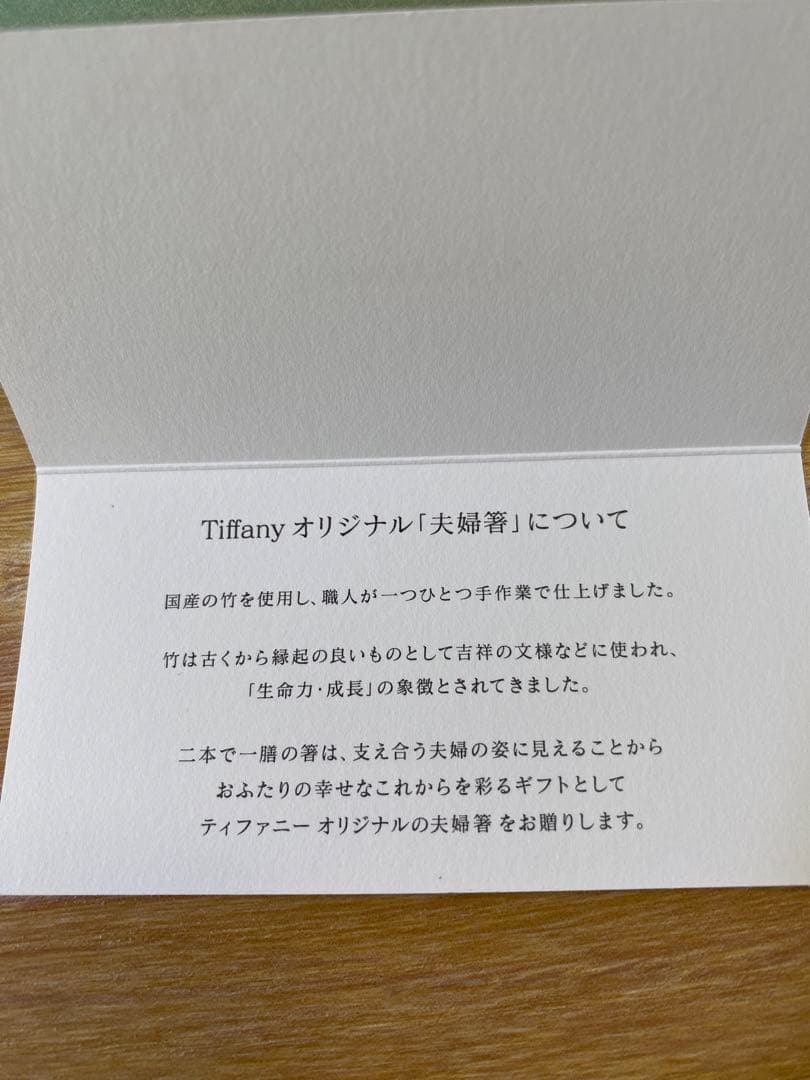 Tiffany オリジナル「夫婦箸」について
国産の竹を使用し、職人が一つひとつ手作業で仕上げました。
竹は古くから縁起の良いものとして吉祥の文様などに使われ、
「生命力・成長」の象徴とされてきました。
二本で一膳の箸は、支え合う夫婦の姿に見えることから
おふたりの幸せなこれからを彩るギフトとして
ティファニー オリジナルの夫婦箸 をお贈りします。